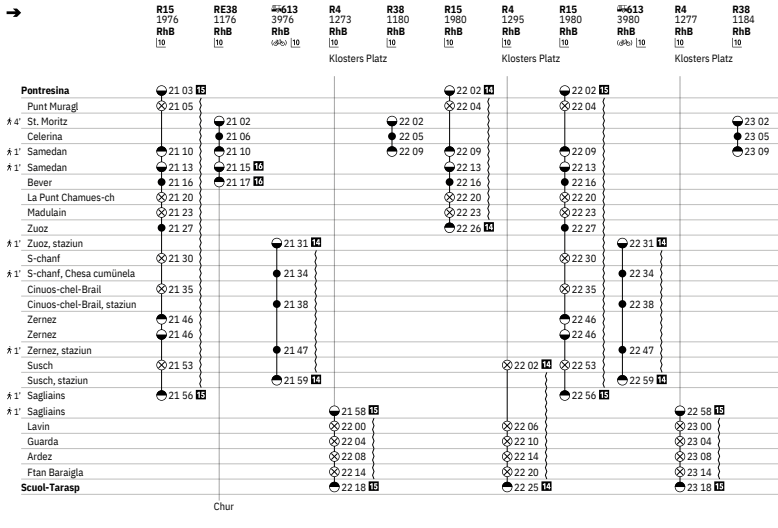 ➔ R15 RE38 613 R4 R38 R15 R4 R15 613 R4 R38
1976 1176 3976 1273 1180 1980 1295 1980 3980 1277 1184
RhB RhB RhB RhB RhB RhB RhB RhB RhB RhB RhB
10 10 10 10 10 10 10 10 10 10 10
Klosters Platz Klosters Platz Klosters Platz
Pontresina 21 03 15 22 02 14 22 02 15
Punt Muragl 21 05 22 04 22 04
4' St. Moritz 21 02 22 02 23 02
Celerina 21 06 22 05 23 05
1' Samedan 21 10 21 10 22 09 22 09 22 09 23 09
1' Samedan 21 13 21 15 16 22 13 22 13
Bever 21 16 21 17 16 22 16 22 16
La Punt Chamues-ch 21 20 22 20 22 20
Madulain 21 23 22 23 22 23
Zuoz 21 27 22 26 14 22 27
1' Zuoz, staziun 21 31 14 22 31 14
S-chanf 21 30 22 30
1' S-chanf, Chesa cumünela 21 34 22 34
Cinuos-chel-Brail 21 35 22 35
Cinuos-chel-Brail, staziun 21 38 22 38
Zernez 21 46 22 46
Zernez 21 46 22 46
1' Zernez, staziun 21 47 22 47
Susch 21 53 22 02 14 22 53
Susch, staziun 21 59 14 22 59 14
1' Sagliains 21 56 15 22 56 15
1' Sagliains 21 58 15 22 58 15
Lavin 22 00 22 06 23 00
Guarda 22 04 22 10 23 04
Ardez 22 08 22 14 23 08
Ftan Baraigla 22 14 22 20 23 14
Scuol-Tarasp 22 18 15 22 25 14 23 18 15
Chur